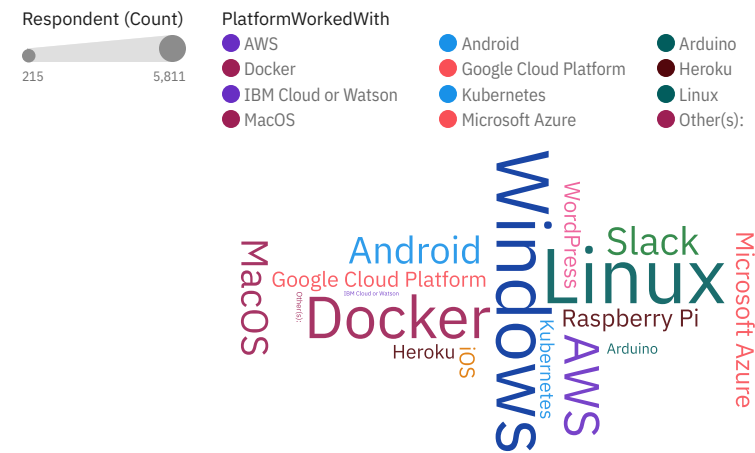 Respondent (Count)
215 5,811
PlatformWorkedWith
AWS Android Arduino
Docker Google Cloud Platform Heroku
IBM Cloud or Watson Kubernetes Linux
MacOS Microsoft Azure Other(s):
Windows
WordPress
Slack
Android
MacOS
Google Cloud Platform
Linux
Microsoft Azure
IBM Cloud or Watson
Other(s):
Docker
Raspberry Pi
Kubernetes
AWS
Heroku
iOS
Arduino